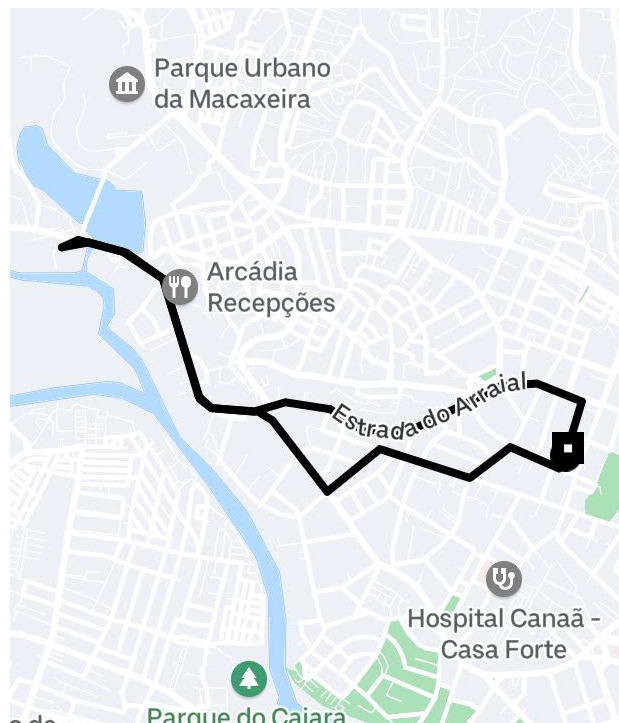 Parque Urbano
da Macaxeira
Arcádia
Recepções
Estrada do Arraial
Hospital Canaã -
Casa Forte
Parque do Caiara